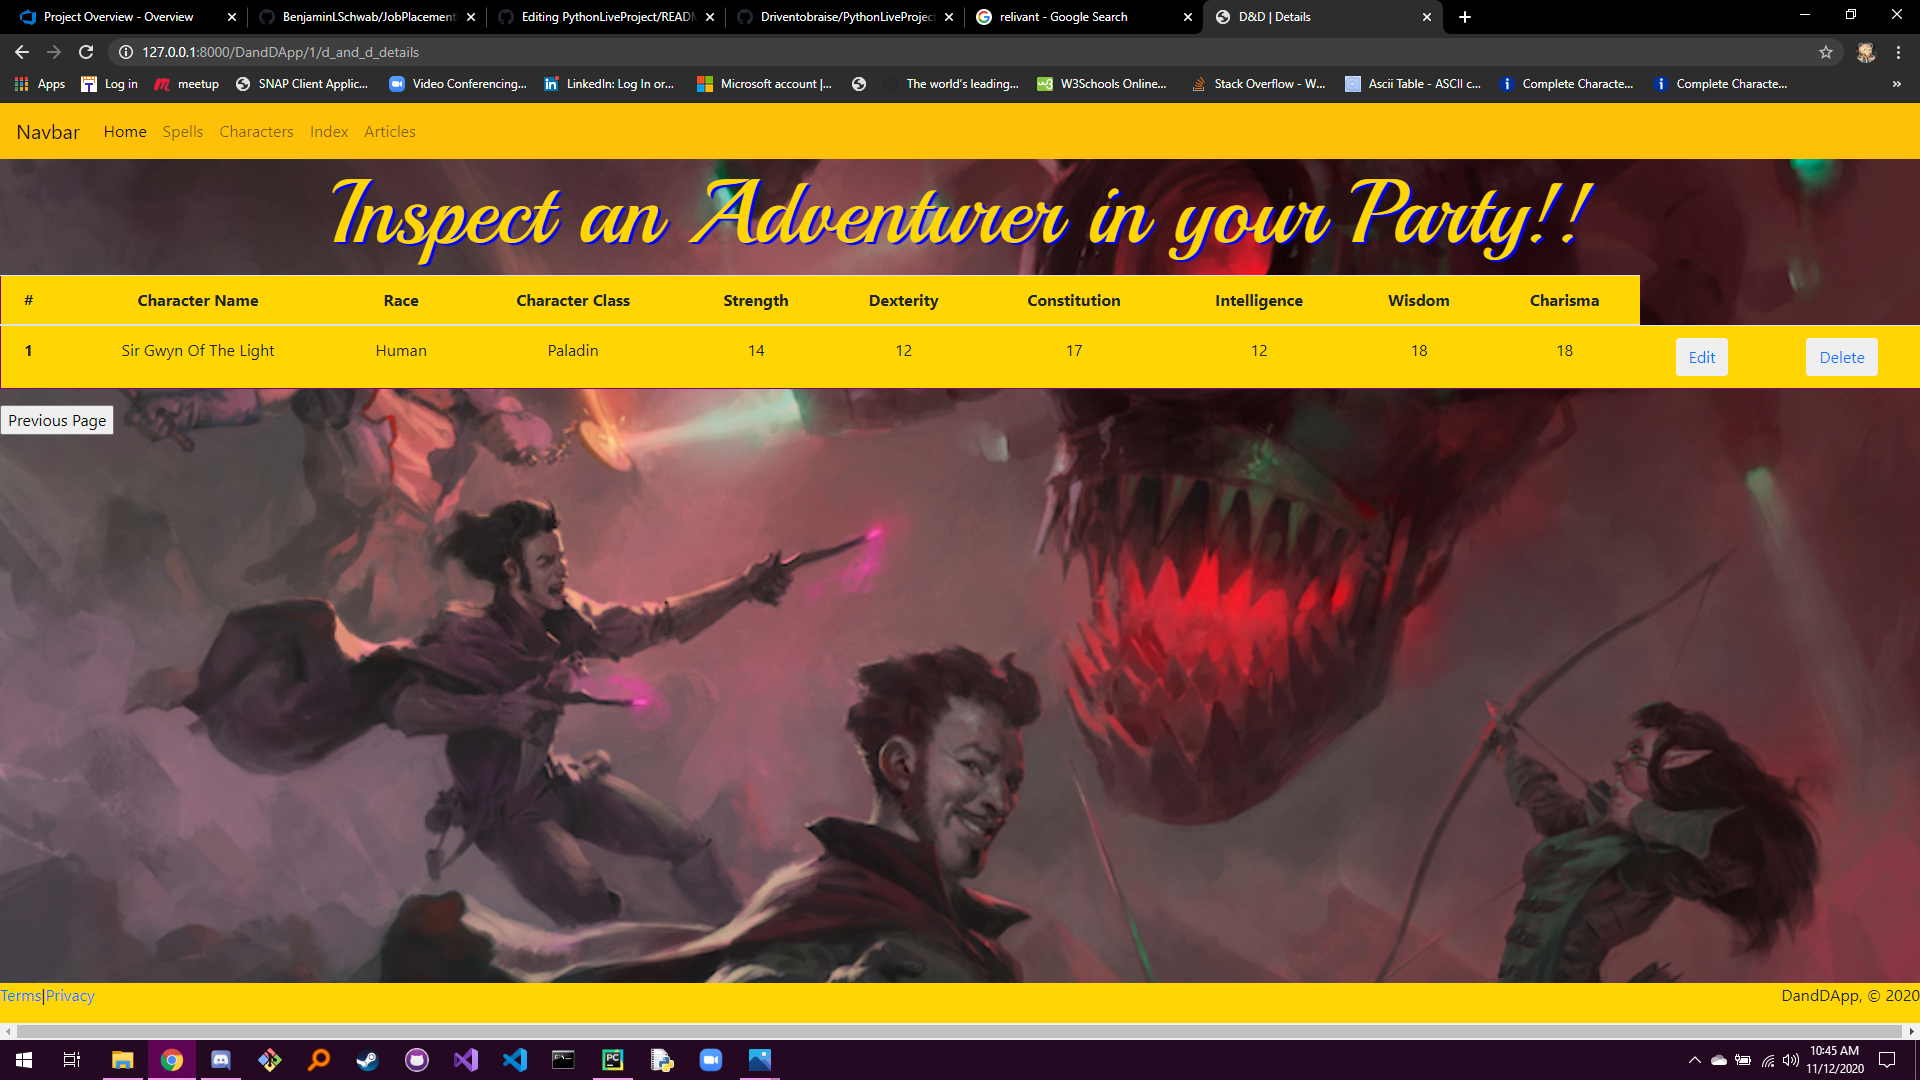 Project Overview - Overview
BenjaminLSchwab/JobPlacement
Editing PythonLiveProject/READM
Driventobraise/PythonLiveProject
relivant - Google Search
D&D | Details
127.0.0.1:8000/DandDApp/1/d_and_d_details
Apps
Log in
meetup
SNAP Client Applic...
Video Conferencing...
LinkedIn: Log In or...
Microsoft account |...
The world's leading...
W3Schools Online...
Stack Overflow - W...
Ascii Table - ASCII c...
Complete Characte...
Complete Characte...
»
Navbar Home Spells Characters Index Articles
Inspect an Adventurer in your Party!!
# Character Name Race Character Class Strength Dexterity Constitution Intelligence Wisdom Charisma
1 Sir Gwyn Of The Light Human Paladin 14 12 17 12 18 18 Edit Delete
Previous Page
Terms|Privacy
DandDApp, © 2020
10:45 AM
11/12/2020